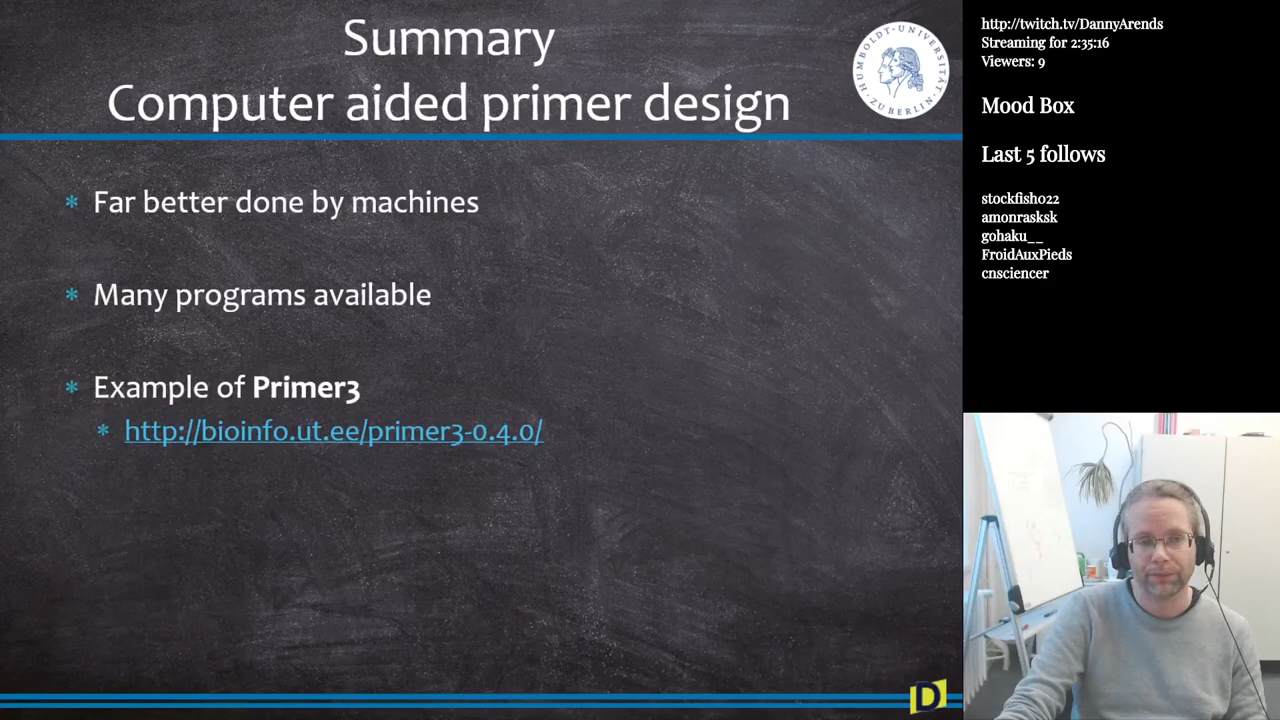 Summary
Computer aided primer design
HUMBOLDT-UNIVERSITÄT ZU BERLIN
* Far better done by machines
* Many programs available
* Example of Primer3
* http://bioinfo.ut.ee/primer3-0.4.0/
D
http://twitch.tv/DannyArends
Streaming for 2:35:16
Viewers: 9
Mood Box
Last 5 follows
stockfish022
amonrasksk
gohaku__
FroidAuxPieds
cnsciencer